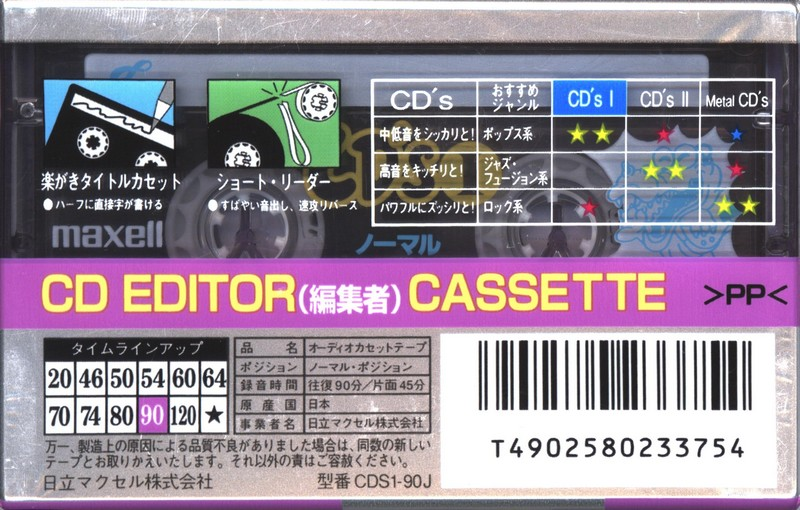 CD's
おすすめ
ジャンル
CD's I
CD's II
Metal CD's
中低音をシッカリと!
ポップス系
★★
★
★
高音をキッチリと!
ジャズ・
フュージョン系
★★
★
パワフルにズッシリと!
ロック系
★
★★
楽がきタイトルカセット
●ハーフに直接字が書ける
ショート・リーダー
●すばやい音出し、速攻リバース
maxell
ノーマル
CD EDITOR(編集者)CASSETTE
>PP<
タイムラインアップ
20 46 50 54 60 64
70 74 80 90 120 ★
品名 オーディオカセットテープ
ポジション ノーマル・ポジション
録音時間 往復90分/片面45分
原産国 日本
事業者名 日立マクセル株式会社
万一、製造上の原因による品質不良がありました場合は、同数の新しい
テープとお取りかえいたします。それ以外の責はご容赦ください。
日立マクセル株式会社 型番 CDS1-90J
T4902580233754